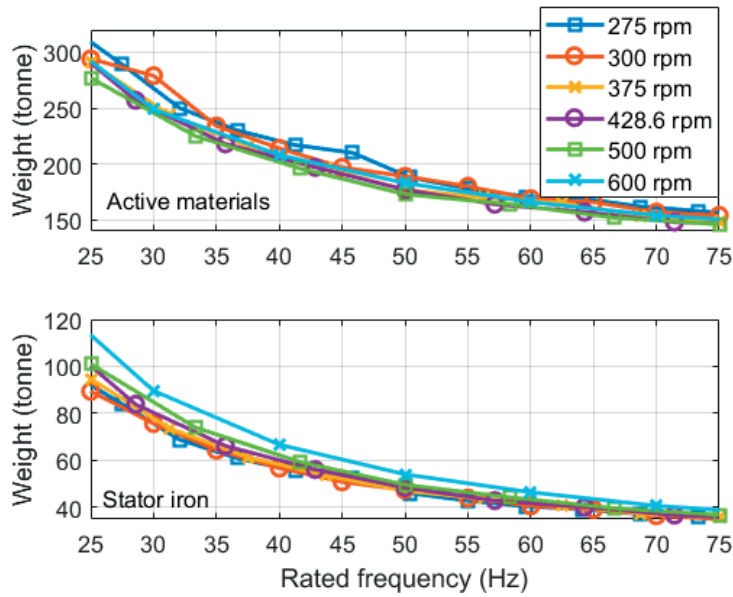 275 rpm
300 rpm
375 rpm
428.6 rpm
500 rpm
600 rpm
Weight (tonne)
300
250
200
150
Active materials
25 30 35 40 45 50 55 60 65 70 75
Weight (tonne)
120
100
80
60
40
Stator iron
25 30 35 40 45 50 55 60 65 70 75
Rated frequency (Hz)